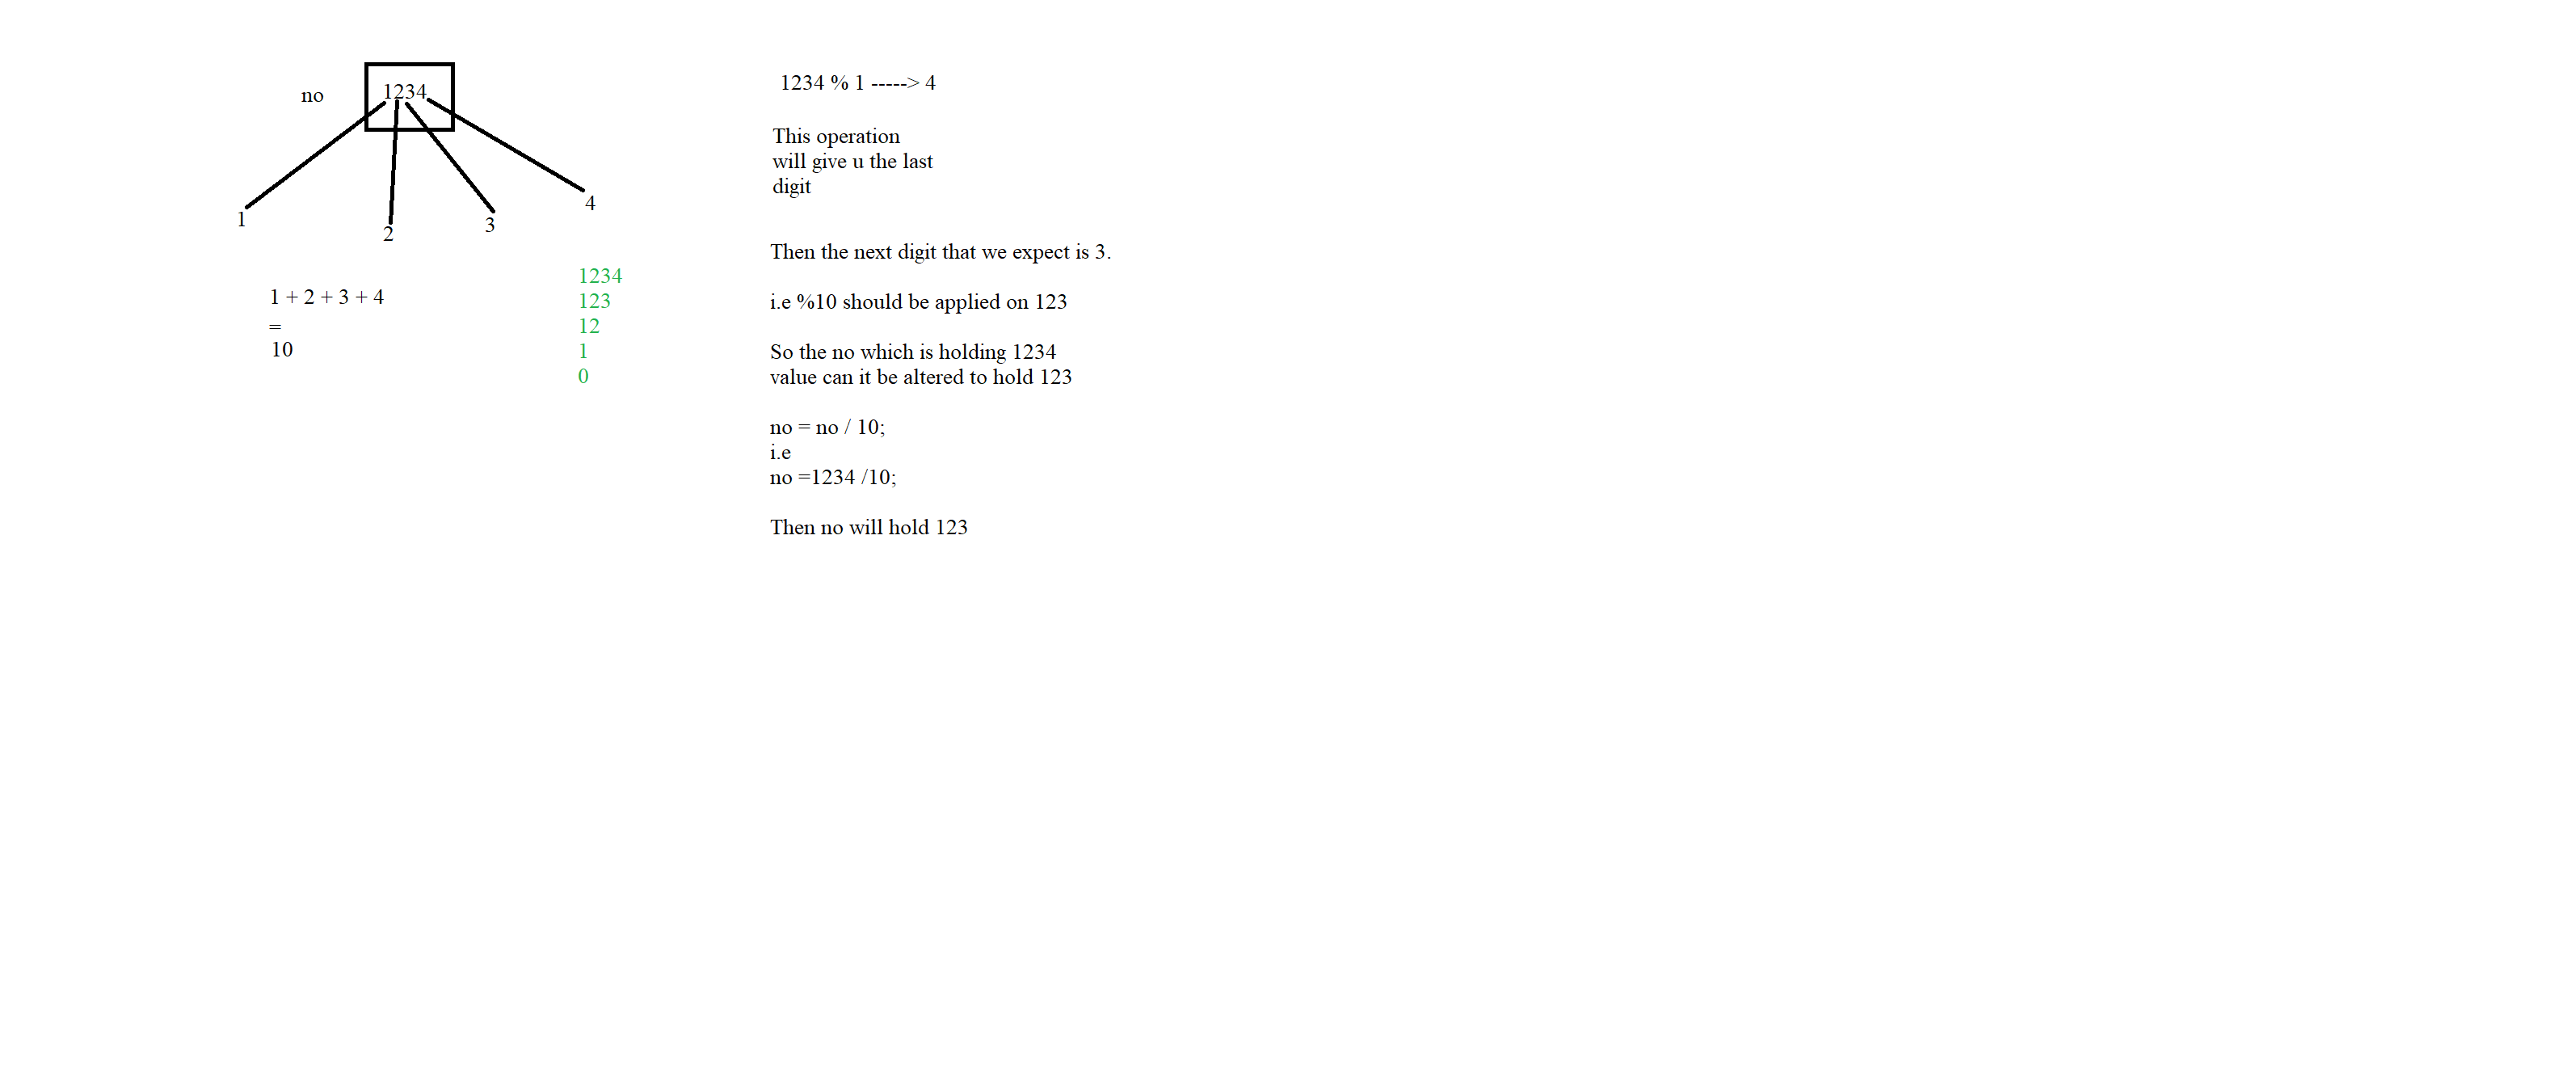 no
1234
1
2
3
4
1 + 2 + 3 + 4
=
10
1234
123
12
1
0
1234 % 1 -----> 4
This operation
will give u the last
digit
Then the next digit that we expect is 3.
i.e %10 should be applied on 123
So the no which is holding 1234
value can it be altered to hold 123
no = no / 10;
i.e
no =1234 /10;
Then no will hold 123